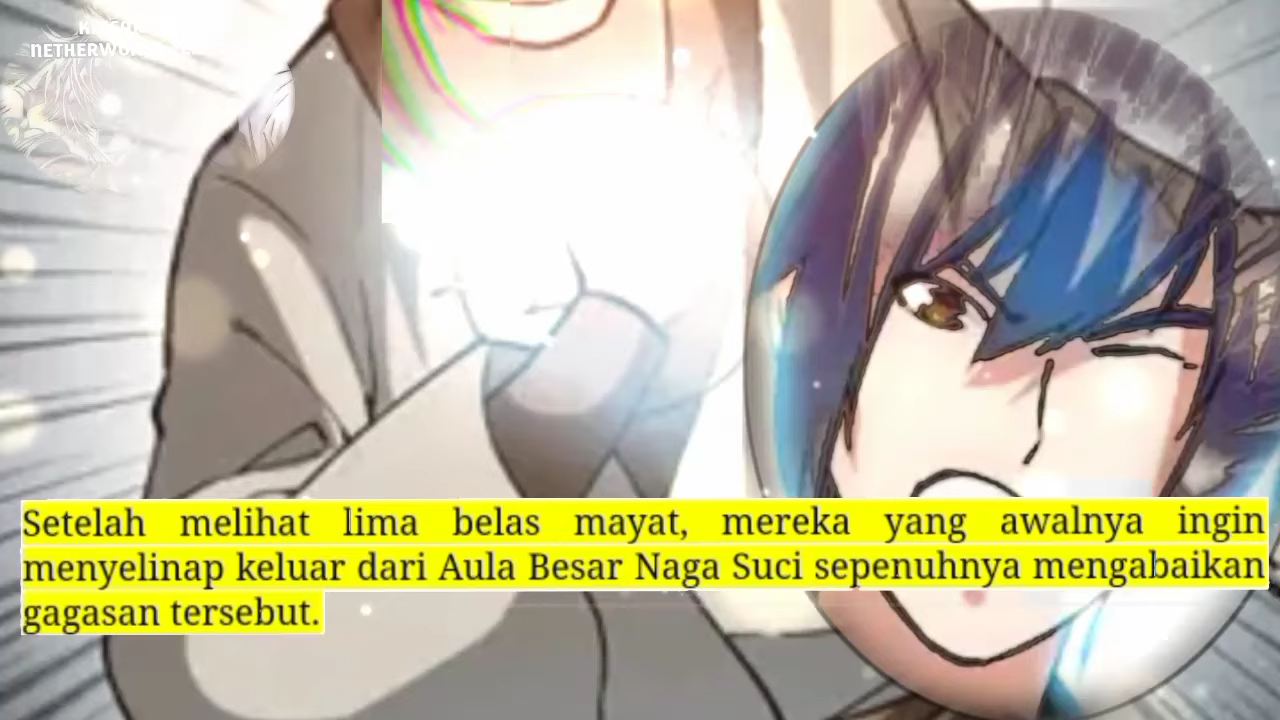 Setelah melihat lima belas mayat, mereka yang awalnya ingin
menyelinap keluar dari Aula Besar Naga Suci sepenuhnya mengabaikan
gagasan tersebut.